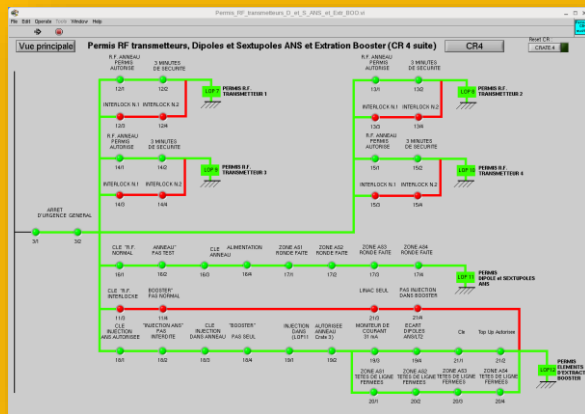 Permis_RF_transmetteurs_D_et_S_ANS_et_Extr_BOO.vi
File Edit Operate Tools Window Help
Vue principale
Permis RF transmetteurs, Dipoles et Sextupoles ANS et Extration Booster (CR 4 suite)
CR4
Reset CR :
CRATE 4
R.F. ANNEAU PERMIS AUTORISE
3 MINUTES DE SECURITE
12/1
12/2
LOP 7
PERMIS R.F. TRANSMETTEUR 1
INTERLOCK N.1
INTERLOCK N.2
12/3
12/4
R.F. ANNEAU PERMIS AUTORISE
3 MINUTES DE SECURITE
13/1
13/2
PERMIS R.F. TRANSMETTEUR 2
INTERLOCK N.1
INTERLOCK N.2
13/3
13/4
R.F. ANNEAU PERMIS AUTORISE
3 MINUTES DE SECURITE
14/1
14/2
PERMIS R.F. TRANSMETTEUR 3
INTERLOCK N.1
INTERLOCK N.2
14/3
14/4
R.F. ANNEAU PERMIS AUTORISE
3 MINUTES DE SECURITE
15/1
15/2
LOP 10
PERMIS R.F. TRANSMETTEUR 4
INTERLOCK N.1
INTERLOCK N.2
15/3
15/4
ARRET D'URGENCE GENERAL
3/1
3/2
CLE "R.F. NORMAL
ANNEAU" PAS TEST
CLE ANNEAU
ALIMENTATION
ZONE AS1 RONDE FAITE
ZONE AS2 RONDE FAITE
ZONE AS3 RONDE FAITE
ZONE AS4 RONDE FAITE
16/1
16/2
16/3
16/4
17/1
17/2
17/3
17/4
LOP 11
PERMIS DIPOLE et SEXTUPOLES ANS
CLE "R.F. INTERLOCKE
BOOSTER" PAS NORMAL
LINAC SEUL
PAS INJECTION DANS BOOSTER
11/3
11/4
21/3
21/4
CLE INJECTION ANS AUTORISEE
"INJECTION ANS" PAS INTERDITE
CLE INJECTION DANS ANNEAU
"BOOSTER" PAS SEUL
INJECTION DANS (LOP11
AUTORISEE ANNEAU Crate 3)
MONITEUR DE COURANT 31 mA
ECART DIPOLES ANS/LT2
Cle
Top Up Autorisee
18/1
18/2
18/3
18/4
19/1
19/2
19/3
19/4
21/1
21/2
LOP12
PERMIS ELEMENTS D'EXTRACT BOOSTER
ZONE AS1 TETES DE LIGNE FERMEES
ZONE AS2 TETES DE LIGNE FERMEES
ZONE AS3 TETES DE LIGNE FERMEES
ZONE AS4 TETES DE LIGNE FERMEES
20/1
20/2
20/3
20/4